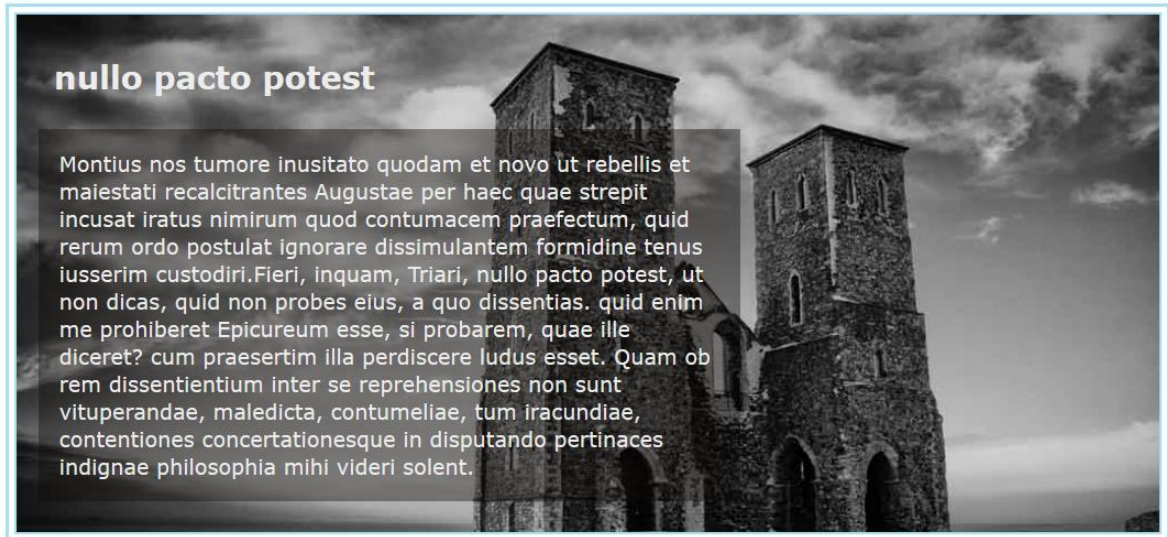 nullo pacto potest
Montius nos tumore inusitato quodam et novo ut rebellis et
maiestati recalcitrantes Augustae per haec quae strepit
incusat iratus nimirum quod contumacem praefectum, quid
rerum ordo postulat ignorare dissimulantem formidine tenus
iusserim custodiri.Fieri, inquam, Triari, nullo pacto potest, ut
non dicas, quid non probes eius, a quo dissentias. quid enim
me prohiberet Epicureum esse, si probarem, quae ille
diceret? cum praesertim illa perdiscere ludus esset. Quam ob
rem dissentientium inter se reprehensiones non sunt
vituperandae, maledicta, contumeliae, tum iracundiae,
contentiones concertationesque in disputando pertinaces
indignae philosophia mihi videri solent.